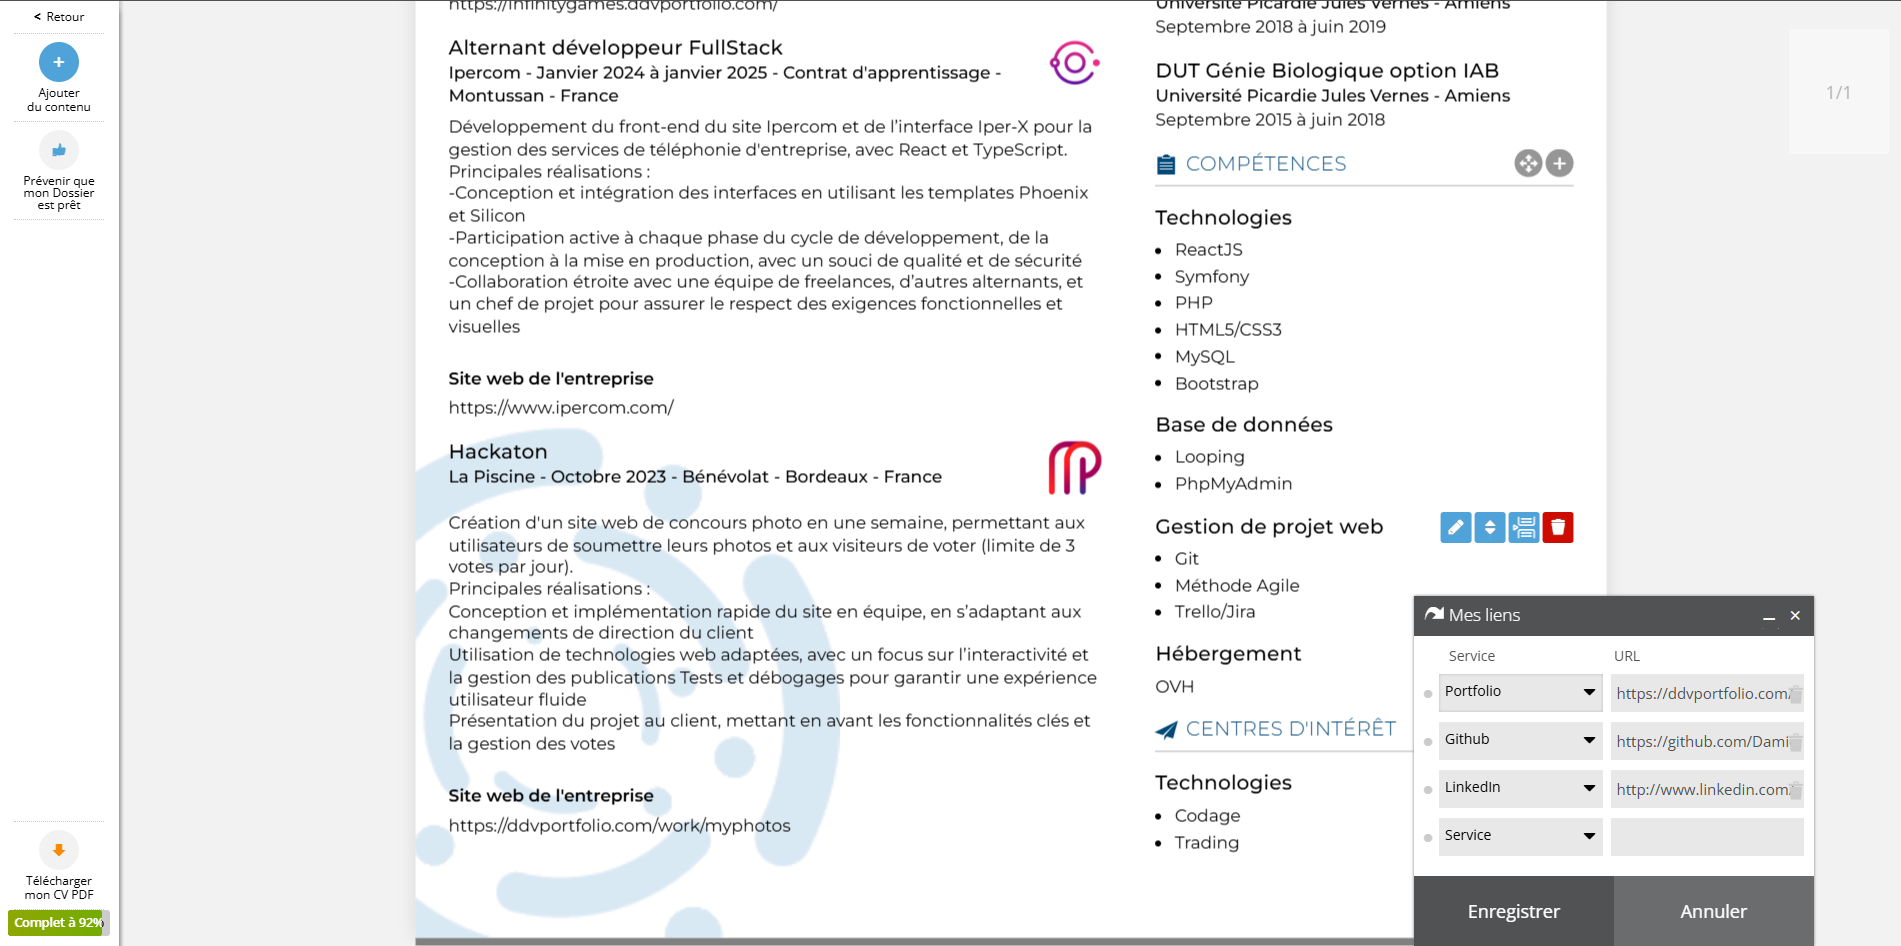 < Retour
+
Ajouter
du contenu
Prévenir que
mon Dossier
est prêt
Télécharger
mon CV PDF
Complet à 92%
https://infinitygames.ddvportfolio.com/
Alternant développeur FullStack
Ipercom - Janvier 2024 à janvier 2025 - Contrat d'apprentissage -
Montussan - France
Développement du front-end du site Ipercom et de l’interface Iper-X pour la
gestion des services de téléphonie d'entreprise, avec React et TypeScript.
Principales réalisations :
-Conception et intégration des interfaces en utilisant les templates Phoenix
et Silicon
-Participation active à chaque phase du cycle de développement, de la
conception à la mise en production, avec un souci de qualité et de sécurité
-Collaboration étroite avec une équipe de freelances, d’autres alternants, et
un chef de projet pour assurer le respect des exigences fonctionnelles et
visuelles
Site web de l'entreprise
https://www.ipercom.com/
Hackaton
La Piscine - Octobre 2023 - Bénévolat - Bordeaux - France
Création d'un site web de concours photo en une semaine, permettant aux
utilisateurs de soumettre leurs photos et aux visiteurs de voter (limite de 3
votes par jour).
Principales réalisations :
Conception et implémentation rapide du site en équipe, en s’adaptant aux
changements de direction du client
Utilisation de technologies web adaptées, avec un focus sur l’interactivité et
la gestion des publications Tests et débogages pour garantir une expérience
utilisateur fluide
Présentation du projet au client, mettant en avant les fonctionnalités clés et
la gestion des votes
Site web de l'entreprise
https://ddvportfolio.com/work/myphotos
Université Picardie Jules Vernes - Amiens
Septembre 2018 à juin 2019
DUT Génie Biologique option IAB
Université Picardie Jules Vernes - Amiens
Septembre 2015 à juin 2018
COMPÉTENCES
Technologies
• ReactJS
• Symfony
• PHP
• HTML5/CSS3
• MySQL
• Bootstrap
Base de données
• Looping
• PhpMyAdmin
Gestion de projet web
• Git
• Méthode Agile
• Trello/Jira
Hébergement
OVH
CENTRES D'INTÉRÊT
Technologies
• Codage
• Trading
1/1
Mes liens
Service URL
Portfolio https://ddvportfolio.com/
Github https://github.com/Dami
LinkedIn http://www.linkedin.com
Service
Enregistrer Annuler